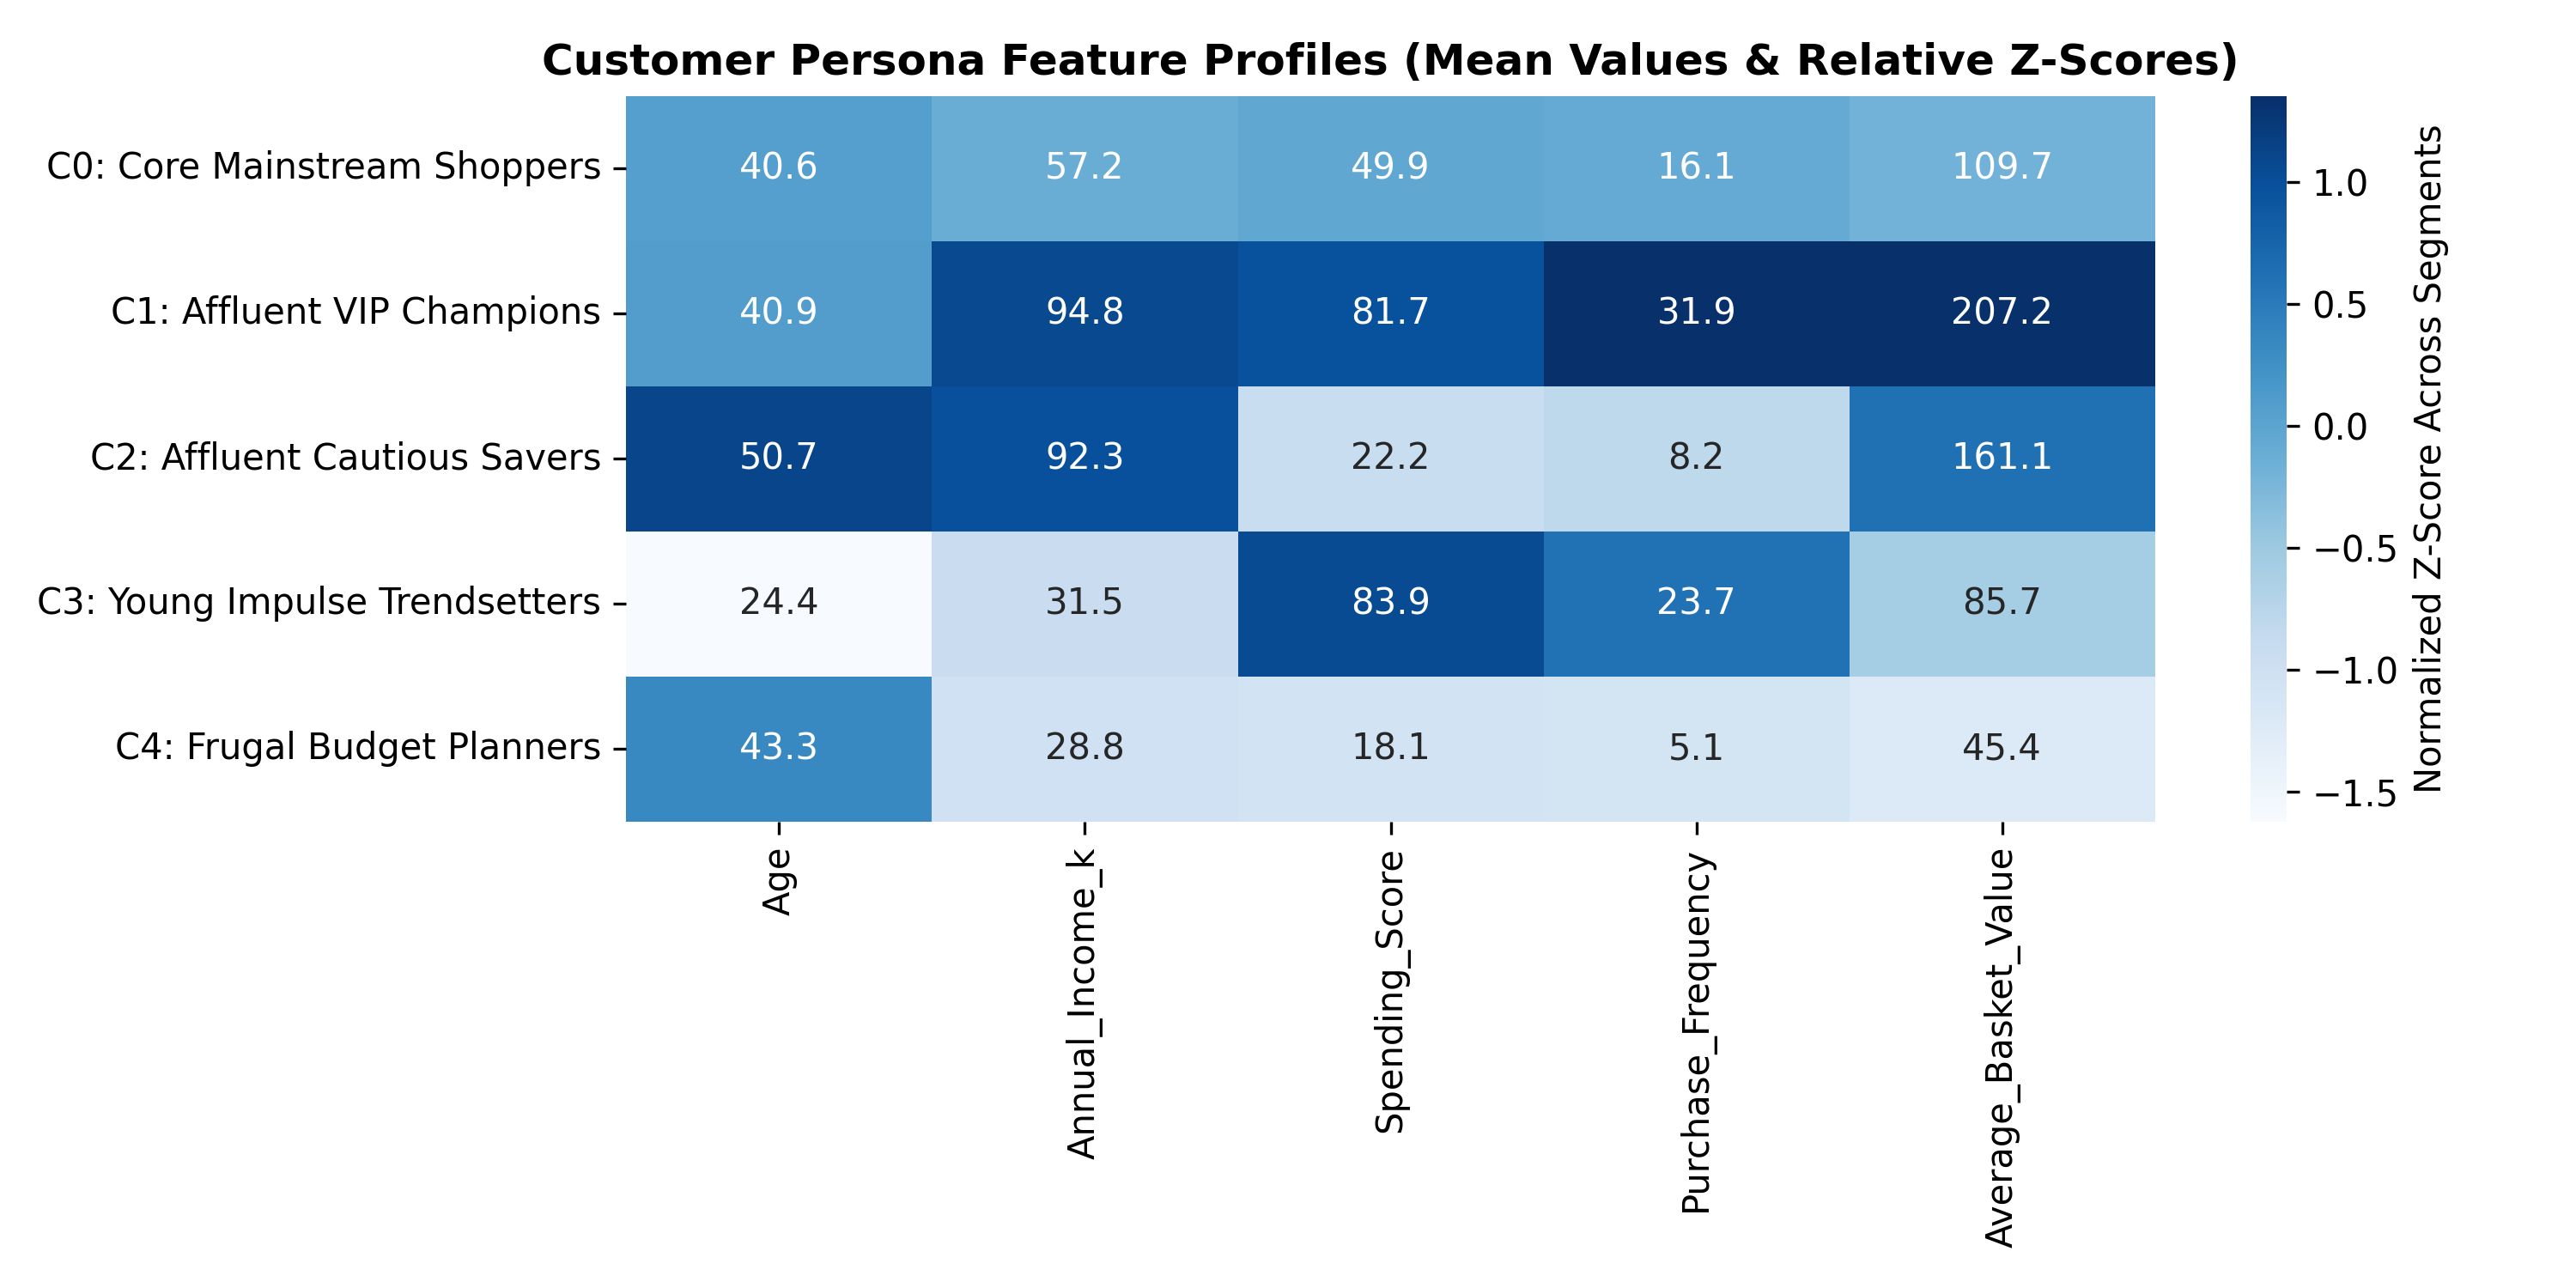 Customer Persona Feature Profiles (Mean Values & Relative Z-Scores)
C0: Core Mainstream Shoppers 40.6 57.2 49.9 16.1 109.7
C1: Affluent VIP Champions 40.9 94.8 81.7 31.9 207.2
C2: Affluent Cautious Savers 50.7 92.3 22.2 8.2 161.1
C3: Young Impulse Trendsetters 24.4 31.5 83.9 23.7 85.7
C4: Frugal Budget Planners 43.3 28.8 18.1 5.1 45.4
Age
Annual_Income_k
Spending_Score
Purchase_Frequency
Average_Basket_Value
1.0
0.5
0.0
−0.5
−1.0
−1.5
Normalized Z-Score Across Segments